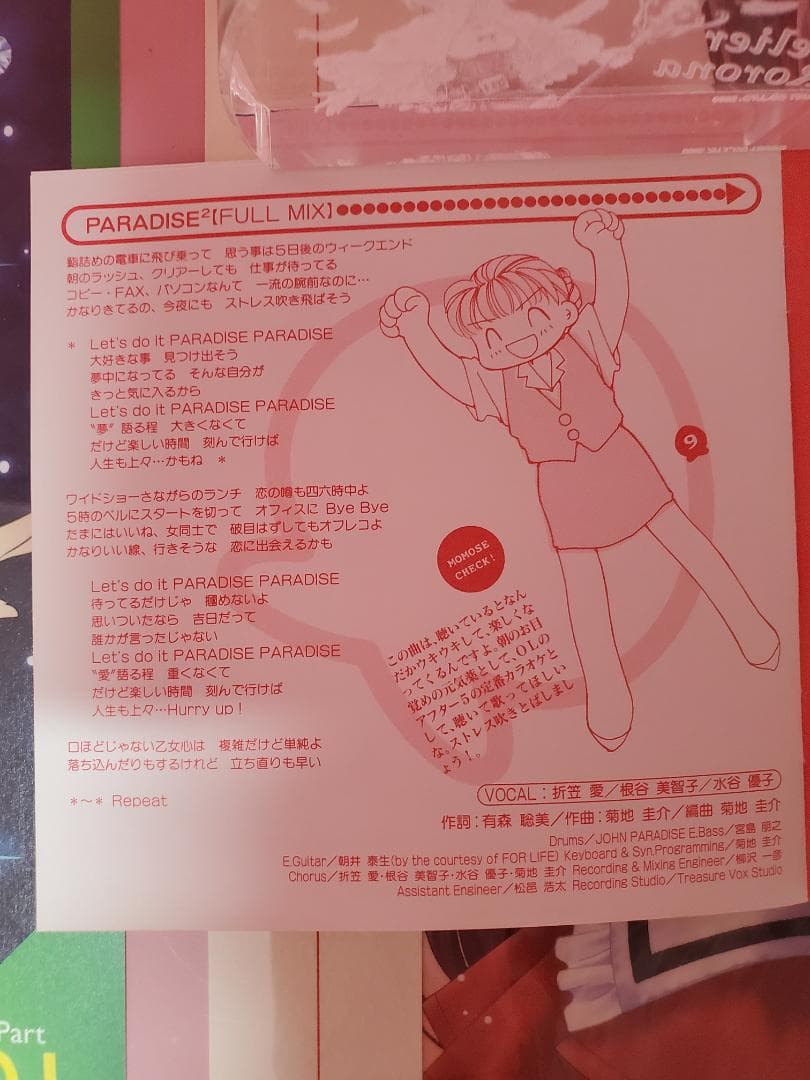 elier
Rorona
PARADISE²【FULL MIX】
鮨詰めの電車に飛び乗って 思う事は5日後のウィークエンド
朝のラッシュ、クリアーしても 仕事が待ってる
コピー・FAX、パソコンなんて 一流の腕前なのに…
かなりきてるの、今夜にも ストレス吹き飛ばそう
* Let's do it PARADISE PARADISE
大好きな事 見つけ出そう
夢中になってる そんな自分が
きっと気に入るから
Let's do it PARADISE PARADISE
"夢" 語る程 大きくなくて
だけど楽しい時間 刻んで行けば
人生も上々…かもね *
ワイドショーさながらのランチ 恋の噂も四六時中よ
5時のベルにスタートを切って オフィスに Bye Bye
たまにはいいね、女同士で 破目はずしてもオフレコよ
かなりいい線、行きそうな 恋に出会えるかも
Let's do it PARADISE PARADISE
待ってるだけじゃ 掴めないよ
思いついたなら 吉日だって
誰かが言ったじゃない
Let's do it PARADISE PARADISE
"愛"語る程 重くなくて
だけど楽しい時間 刻んで行けば
人生も上々…Hurry up!
口ほどじゃない乙女心は 複雑だけど単純よ
落ち込んだりもするけれど 立ち直りも早い
*～* Repeat
9
MOMOSE
CHECK!
この曲は、聴いているとなん
だかウキウキして、楽しくな
ってくるんですよ。朝のお目
覚めの元気薬として、OLの
アフター5の定番カラオケと
して、聴いて歌ってほしい
な。ストレス吹きとばしまし
ょう!。
VOCAL:折笠 愛/根谷 美智子/水谷 優子
作詞:有森 聡美/作曲:菊地 圭介/編曲 菊地 圭介
Drums/JOHN PARADISE E.Bass/宮島 朋之
E.Guitar/朝井 泰生(by the courtesy of FOR LIFE) Keyboard & Syn.Programming/菊地 圭介
Chorus/折笠 愛・根谷 美智子・水谷 優子・菊地 圭介 Recording & Mixing Engineer/柳沢 一彦
Assistant Engineer/松邑 浩太 Recording Studio/Treasure Vox Studio
Part